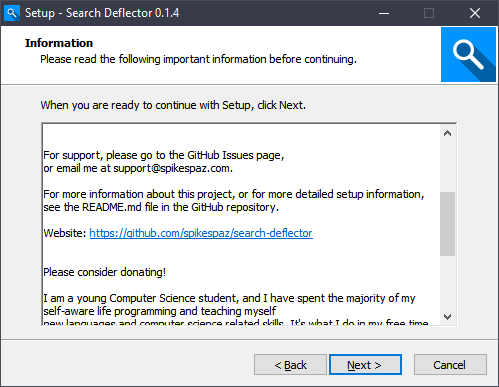 Setup - Search Deflector 0.1.4
Information
Please read the following important information before continuing.
When you are ready to continue with Setup, click Next.
For support, please go to the GitHub Issues page,
or email me at support@spikespaz.com.
For more information about this project, or for more detailed setup information,
see the README.md file in the GitHub repository.
Website: https://github.com/spikespaz/search-deflector
Please consider donating!
I am a young Computer Science student, and I have spent the majority of my
self-aware life programming and teaching myself
new languages and computer science related skills. It's what I do in my free time
< Back
Next >
Cancel